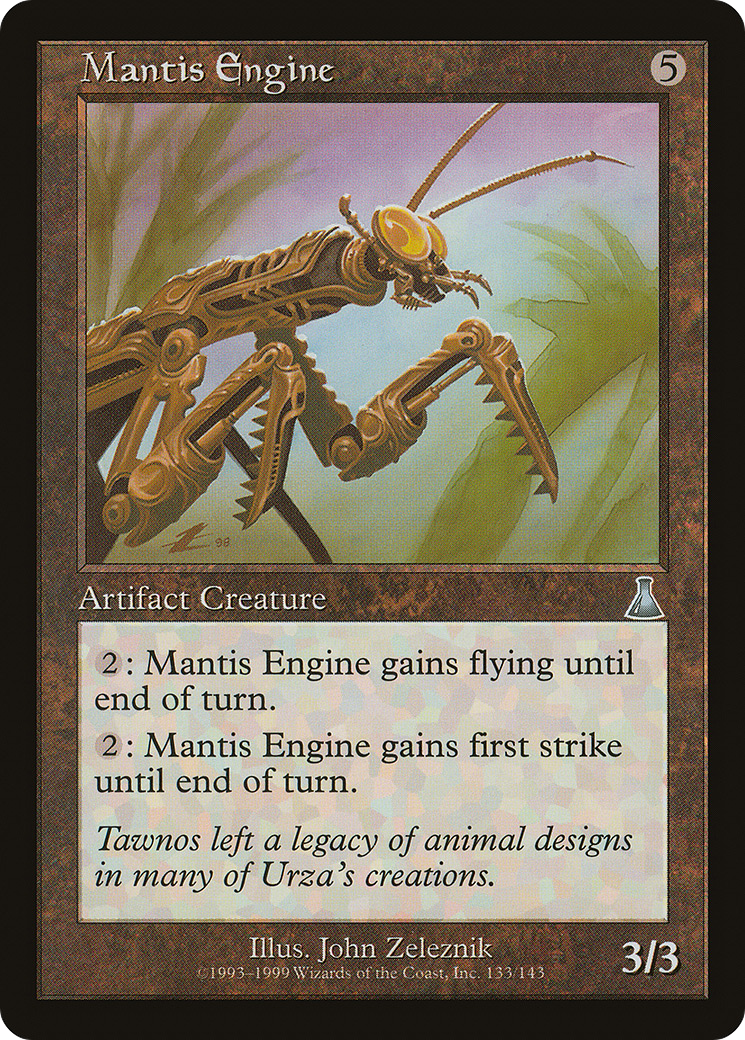 Mantis Engine 5
98
Artifact Creature
2: Mantis Engine gains flying until
end of turn.
2: Mantis Engine gains first strike
until end of turn.
Tawnos left a legacy of animal designs
in many of Urza's creations.
Illus. John Zeleznik
©1993–1999 Wizards of the Coast, Inc. 133/143
3/3